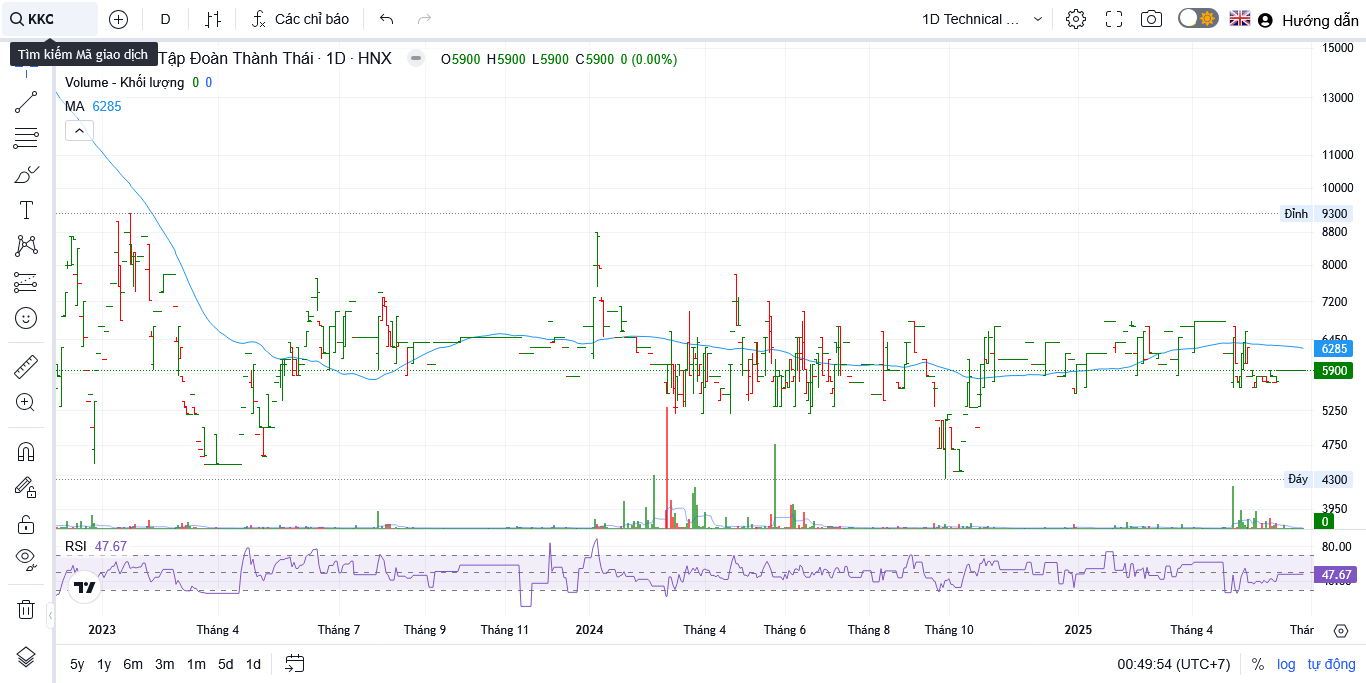 KKC
D
Các chỉ báo
1D Technical ...
Hướng dẫn
Tìm kiếm Mã giao dịch
Tập Đoàn Thành Thái · 1D · HNX
O5900 H5900 L5900 C5900 0 (0.00%)
Volume - Khối lượng 0 0
MA 6285
15000
13000
11000
10000
Đỉnh 9300
8800
8000
7200
6450
6285
5900
5250
4750
Đáy 4300
3950
0
RSI 47.67
80.00
47.67
2023
Tháng 4
Tháng 7
Tháng 9
Tháng 11
2024
Tháng 4
Tháng 6
Tháng 8
Tháng 10
2025
Tháng 4
Thár
5y 1y 6m 3m 1m 5d 1d
00:49:54 (UTC+7)
% log tự động